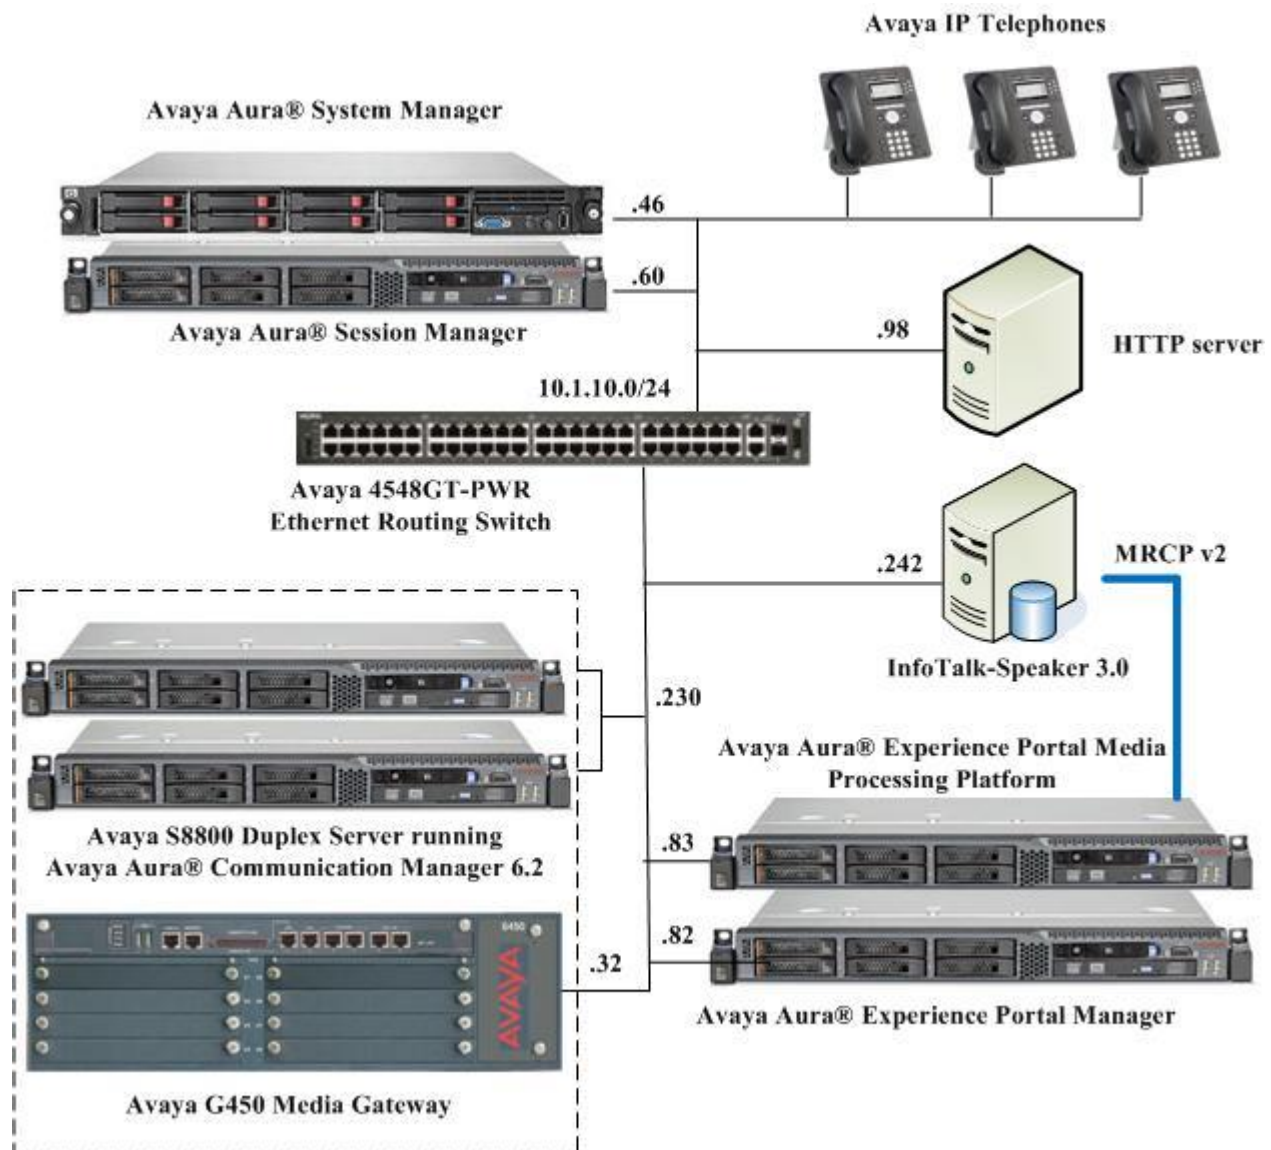 Avaya IP Telephones
Avaya Aura® System Manager
.46
.60
Avaya Aura® Session Manager
.98
HTTP server
10.1.10.0/24
Avaya 4548GT-PWR
Ethernet Routing Switch
MRCP v2
.242
InfoTalk-Speaker 3.0
.230
Avaya Aura® Experience Portal Media
Processing Platform
Avaya S8800 Duplex Server running
Avaya Aura® Communication Manager 6.2
.83
.82
G450
AVAYA
.32
Avaya Aura® Experience Portal Manager
Avaya G450 Media Gateway